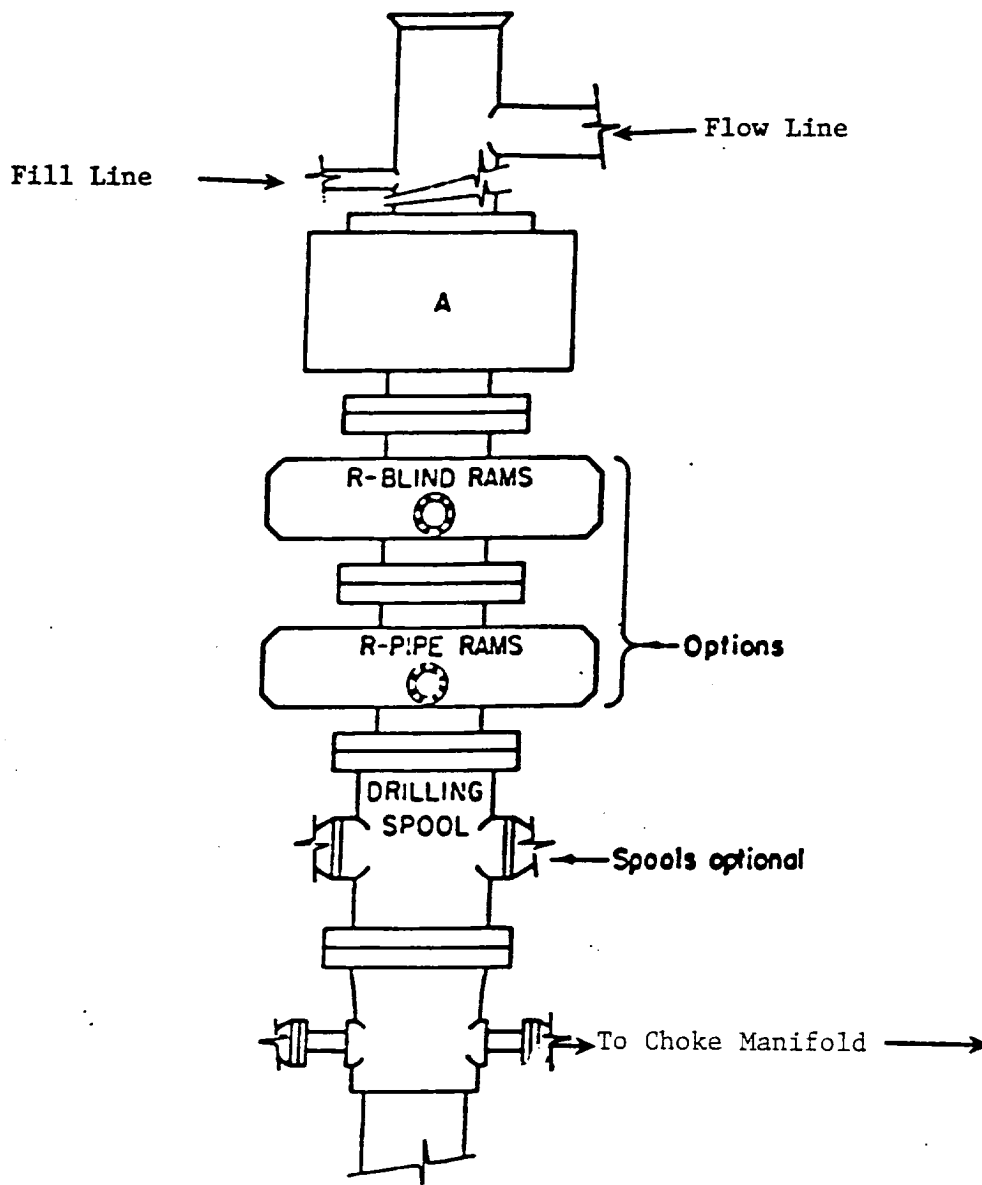 Flow Line
Fill Line
A
R-BLIND RAMS
R-PIPE RAMS
Options
DRILLING
SPOOL
Spools optional
To Choke Manifold